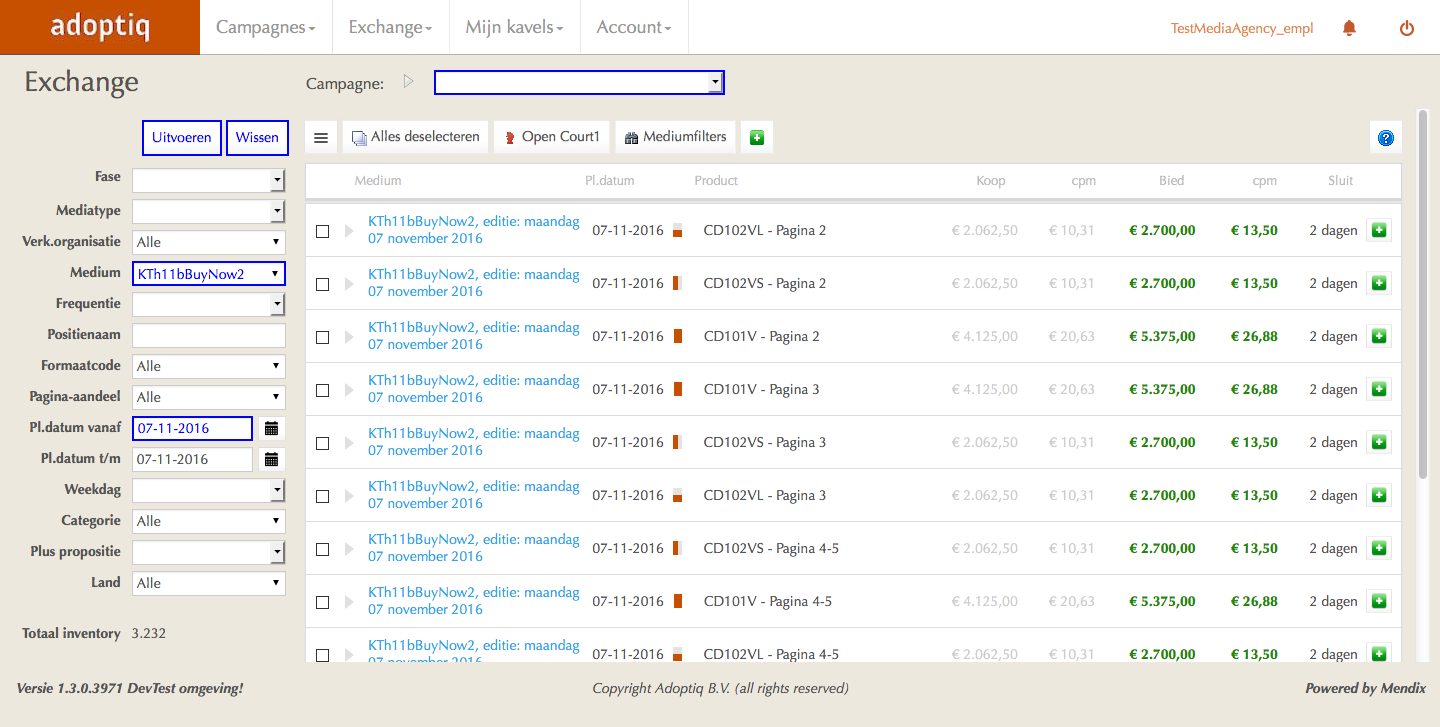 adoptiq Campagnes Exchange Mijn kavels Account TestMediaAgency_empl
Exchange Campagne:
Uitvoeren Wissen Alles deselecteren Open Court1 Mediumfilters
Fase
Mediatype
Verk.organisatie Alle
Medium KTh11bBuyNow2
Frequentie
Positienaam
Formaatcode Alle
Pagina-aandeel Alle
Pl.datum vanaf 07-11-2016
Pl.datum t/m 07-11-2016
Weekdag
Categorie Alle
Plus propositie
Land Alle
Totaal inventory 3.232
Medium Pl.datum Product Koop cpm Bied cpm Sluit
KTh11bBuyNow2, editie: maandag
07 november 2016 07-11-2016 CD102VL - Pagina 2 € 2.062,50 € 10,31 € 2.700,00 € 13,50 2 dagen
KTh11bBuyNow2, editie: maandag
07 november 2016 07-11-2016 CD102VS - Pagina 2 € 2.062,50 € 10,31 € 2.700,00 € 13,50 2 dagen
KTh11bBuyNow2, editie: maandag
07 november 2016 07-11-2016 CD101V - Pagina 2 € 4.125,00 € 20,63 € 5.375,00 € 26,88 2 dagen
KTh11bBuyNow2, editie: maandag
07 november 2016 07-11-2016 CD101V - Pagina 3 € 4.125,00 € 20,63 € 5.375,00 € 26,88 2 dagen
KTh11bBuyNow2, editie: maandag
07 november 2016 07-11-2016 CD102VS - Pagina 3 € 2.062,50 € 10,31 € 2.700,00 € 13,50 2 dagen
KTh11bBuyNow2, editie: maandag
07 november 2016 07-11-2016 CD102VL - Pagina 3 € 2.062,50 € 10,31 € 2.700,00 € 13,50 2 dagen
KTh11bBuyNow2, editie: maandag
07 november 2016 07-11-2016 CD102VS - Pagina 4-5 € 2.062,50 € 10,31 € 2.700,00 € 13,50 2 dagen
KTh11bBuyNow2, editie: maandag
07 november 2016 07-11-2016 CD101V - Pagina 4-5 € 4.125,00 € 20,63 € 5.375,00 € 26,88 2 dagen
KTh11bBuyNow2, editie: maandag
07 november 2016 07-11-2016 CD102VL - Pagina 4-5 € 2.062,50 € 10,31 € 2.700,00 € 13,50 2 dagen
Versie 1.3.0.3971 DevTest omgeving! Copyright Adoptiq B.V. (all rights reserved) Powered by Mendix